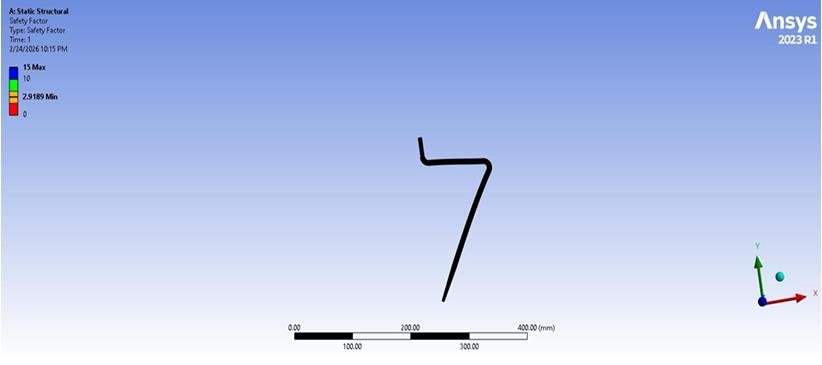 A: Static Structural
Safety Factor
Type: Safety Factor
Time: 1
2/24/2026 10:15 PM
15 Max
10
2.9189 Min
0
Ansys
2023 R1
Y
X
0.00 200.00 400.00 (mm)
100.00 300.00